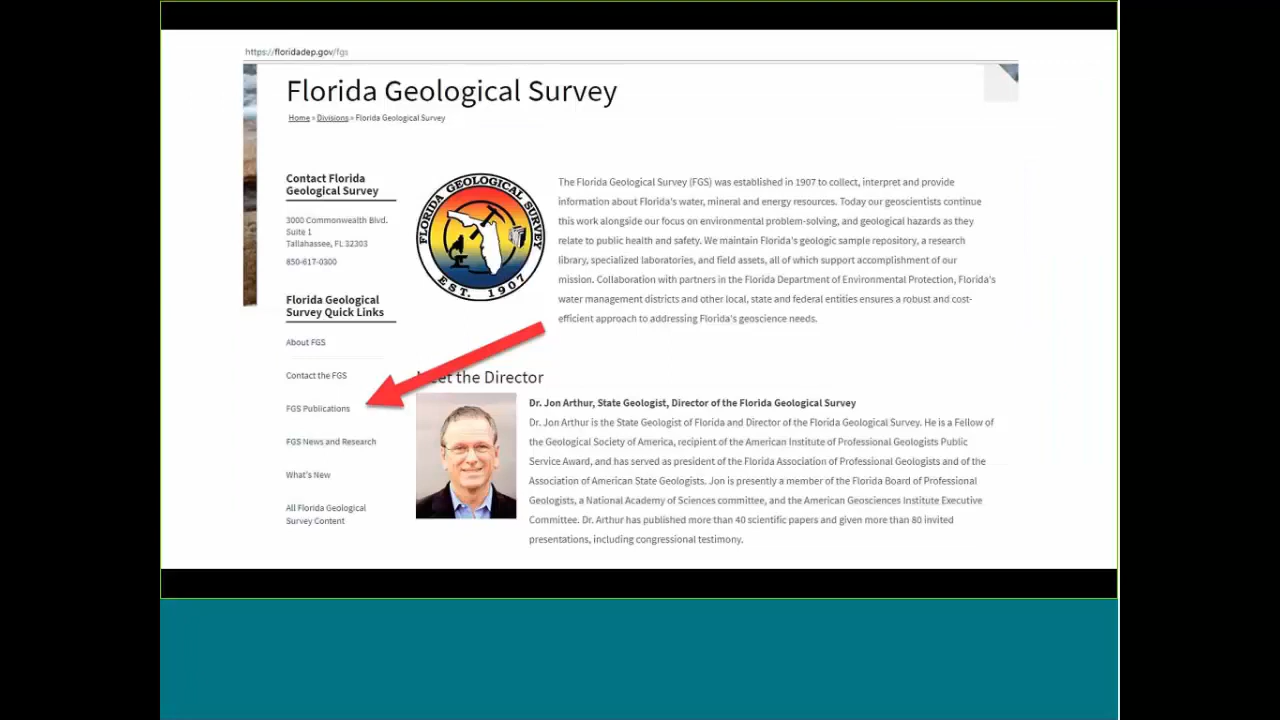 https://floridadep.gov/fgs
Florida Geological Survey
Home » Divisions » Florida Geological Survey
Contact Florida
Geological Survey
3000 Commonwealth Blvd.
Suite 1
Tallahassee, FL 32303
850-617-0300
Florida Geological
Survey Quick Links
About FGS
Contact the FGS
FGS Publications
FGS News and Research
What's New
All Florida Geological
Survey Content
FLORIDA GEOLOGICAL SURVEY
EST. 1907
The Florida Geological Survey (FGS) was established in 1907 to collect, interpret and provide
information about Florida's water, mineral and energy resources. Today our geoscientists continue
this work alongside our focus on environmental problem-solving, and geological hazards as they
relate to public health and safety. We maintain Florida's geologic sample repository, a research
library, specialized laboratories, and field assets, all of which support accomplishment of our
mission. Collaboration with partners in the Florida Department of Environmental Protection, Florida's
water management districts and other local, state and federal entities ensures a robust and cost-
efficient approach to addressing Florida's geoscience needs.
the Director
Dr. Jon Arthur, State Geologist, Director of the Florida Geological Survey
Dr. Jon Arthur is the State Geologist of Florida and Director of the Florida Geological Survey. He is a Fellow of
the Geological Society of America, recipient of the American Institute of Professional Geologists Public
Service Award, and has served as president of the Florida Association of Professional Geologists and of the
Association of American State Geologists. Jon is presently a member of the Florida Board of Professional
Geologists, a National Academy of Sciences committee, and the American Geosciences Institute Executive
Committee. Dr. Arthur has published more than 40 scientific papers and given more than 80 invited
presentations, including congressional testimony.